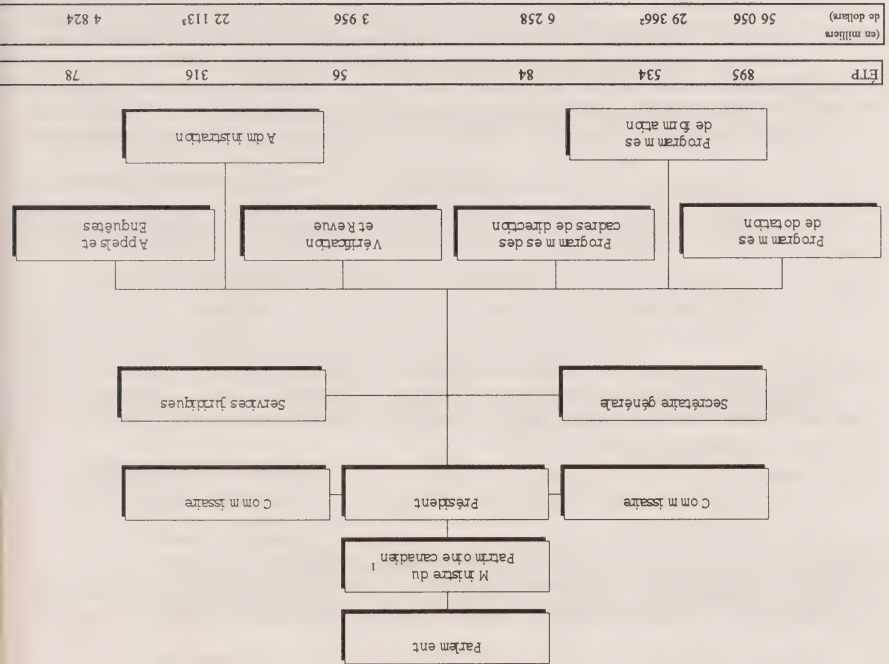 Parlement
Ministre du
Patrimoine canadien 1
Commissaire
Président
Commissaire
Secrétaire générale
Services juridiques
Programmes
de dotation
Programmes des
cadres de direction
Vérification
et Revue
Appels et
Enquêtes
Programmes
de formation
Administration
ÉTP 895 534 84 56 316 78
(en milliers
de dollars) 56 056 29 366² 6 258 3 956 22 113³ 4 824